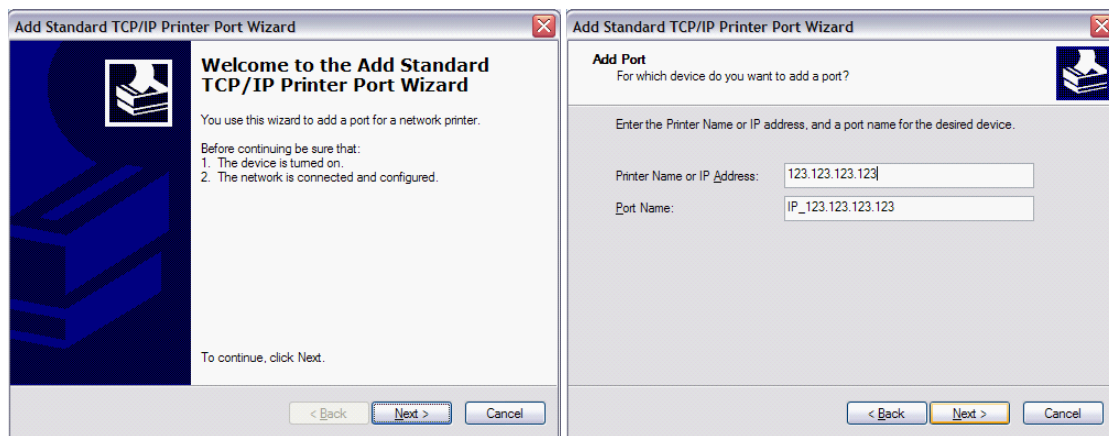 Add Standard TCP/IP Printer Port Wizard
Welcome to the Add Standard
TCP/IP Printer Port Wizard
You use this wizard to add a port for a network printer.
Before continuing be sure that:
1. The device is turned on.
2. The network is connected and configured.
To continue, click Next.
< Back
Next >
Cancel
Add Standard TCP/IP Printer Port Wizard
Add Port
For which device do you want to add a port?
Enter the Printer Name or IP address, and a port name for the desired device.
Printer Name or IP Address: 123.123.123.123
Port Name: IP_123.123.123.123
< Back
Next >
Cancel